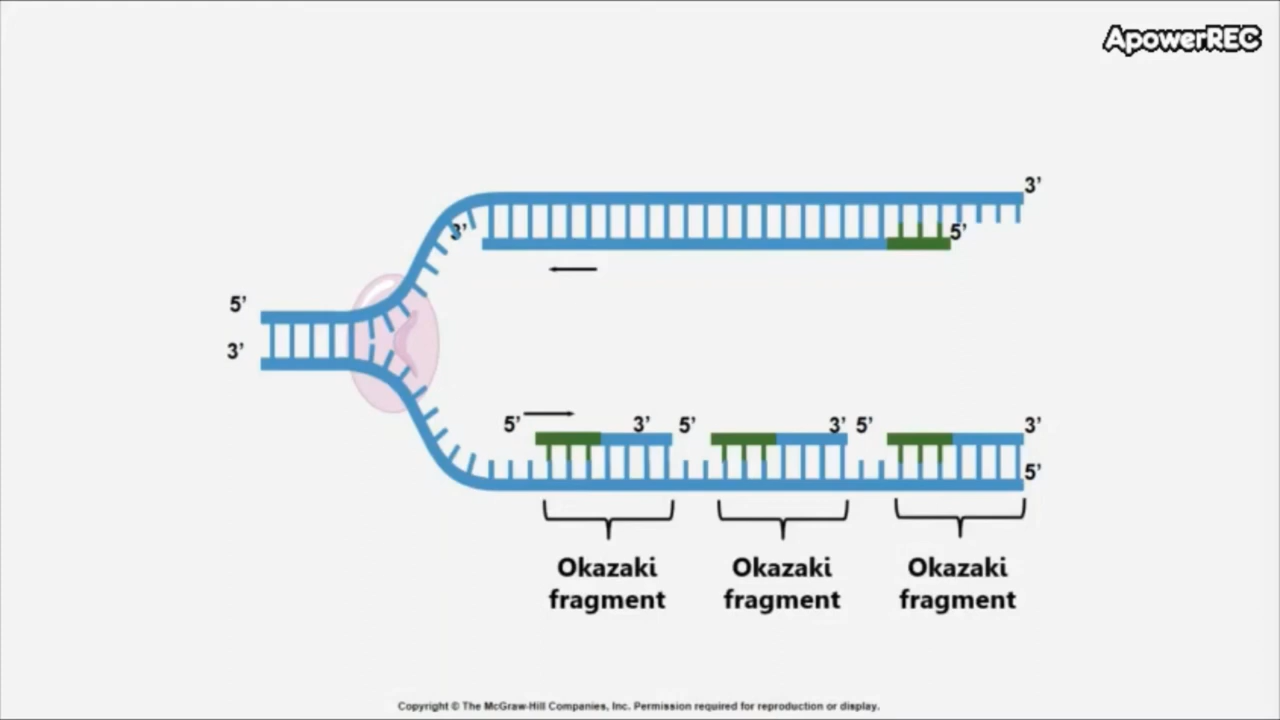 ApowerREC
3’
3’
5’
5’
3’
5’
3’
5’
3’
5’
3’
5’
Okazaki
fragment
Okazaki
fragment
Okazaki
fragment
Copyright © The McGraw-Hill Companies, Inc. Permission required for reproduction or display.